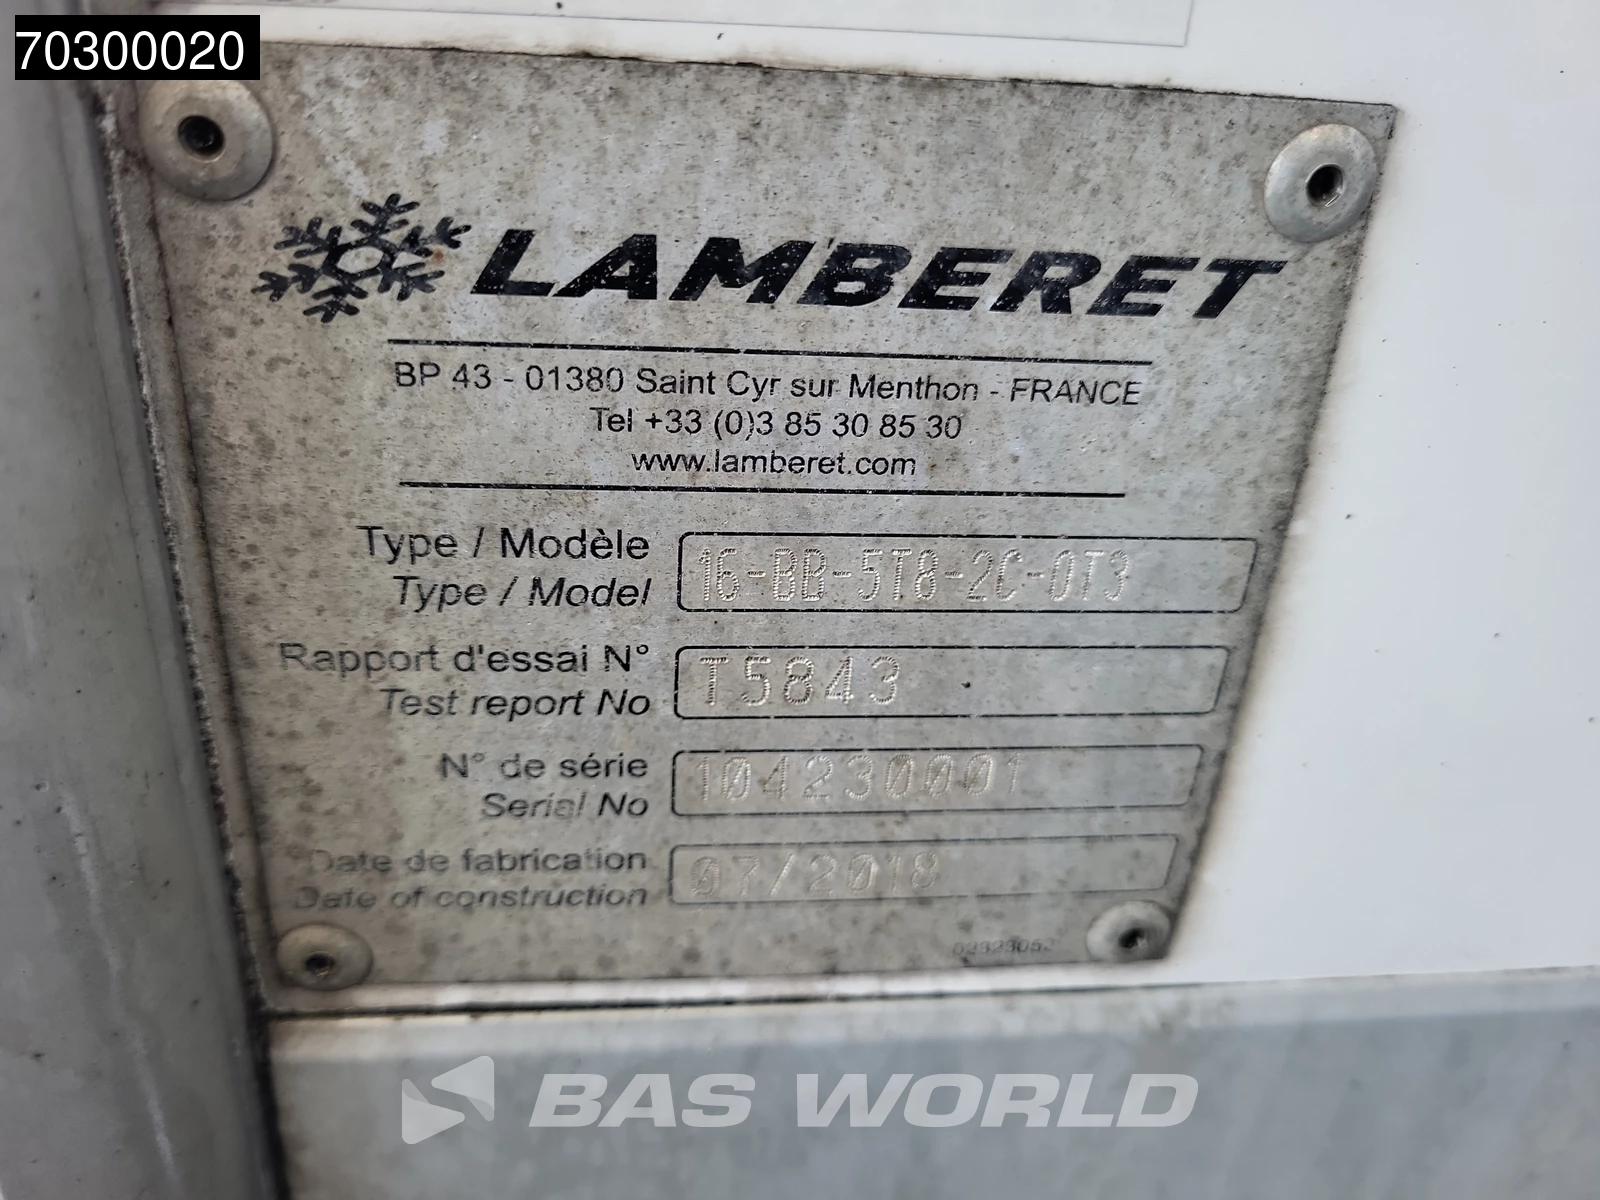 70300020
LAMBERET
BP 43 - 01380 Saint Cyr sur Menthon - FRANCE
Tel +33 (0)3 85 30 85 30
www.lamberet.com
Type / Modèle
Type / Model
16-BB-5T8-2C-0T3
Rapport d'essai N°
Test report No
T5843
N° de série
Serial No
104230001
Date de fabrication
Date of construction
07/2018
BAS WORLD